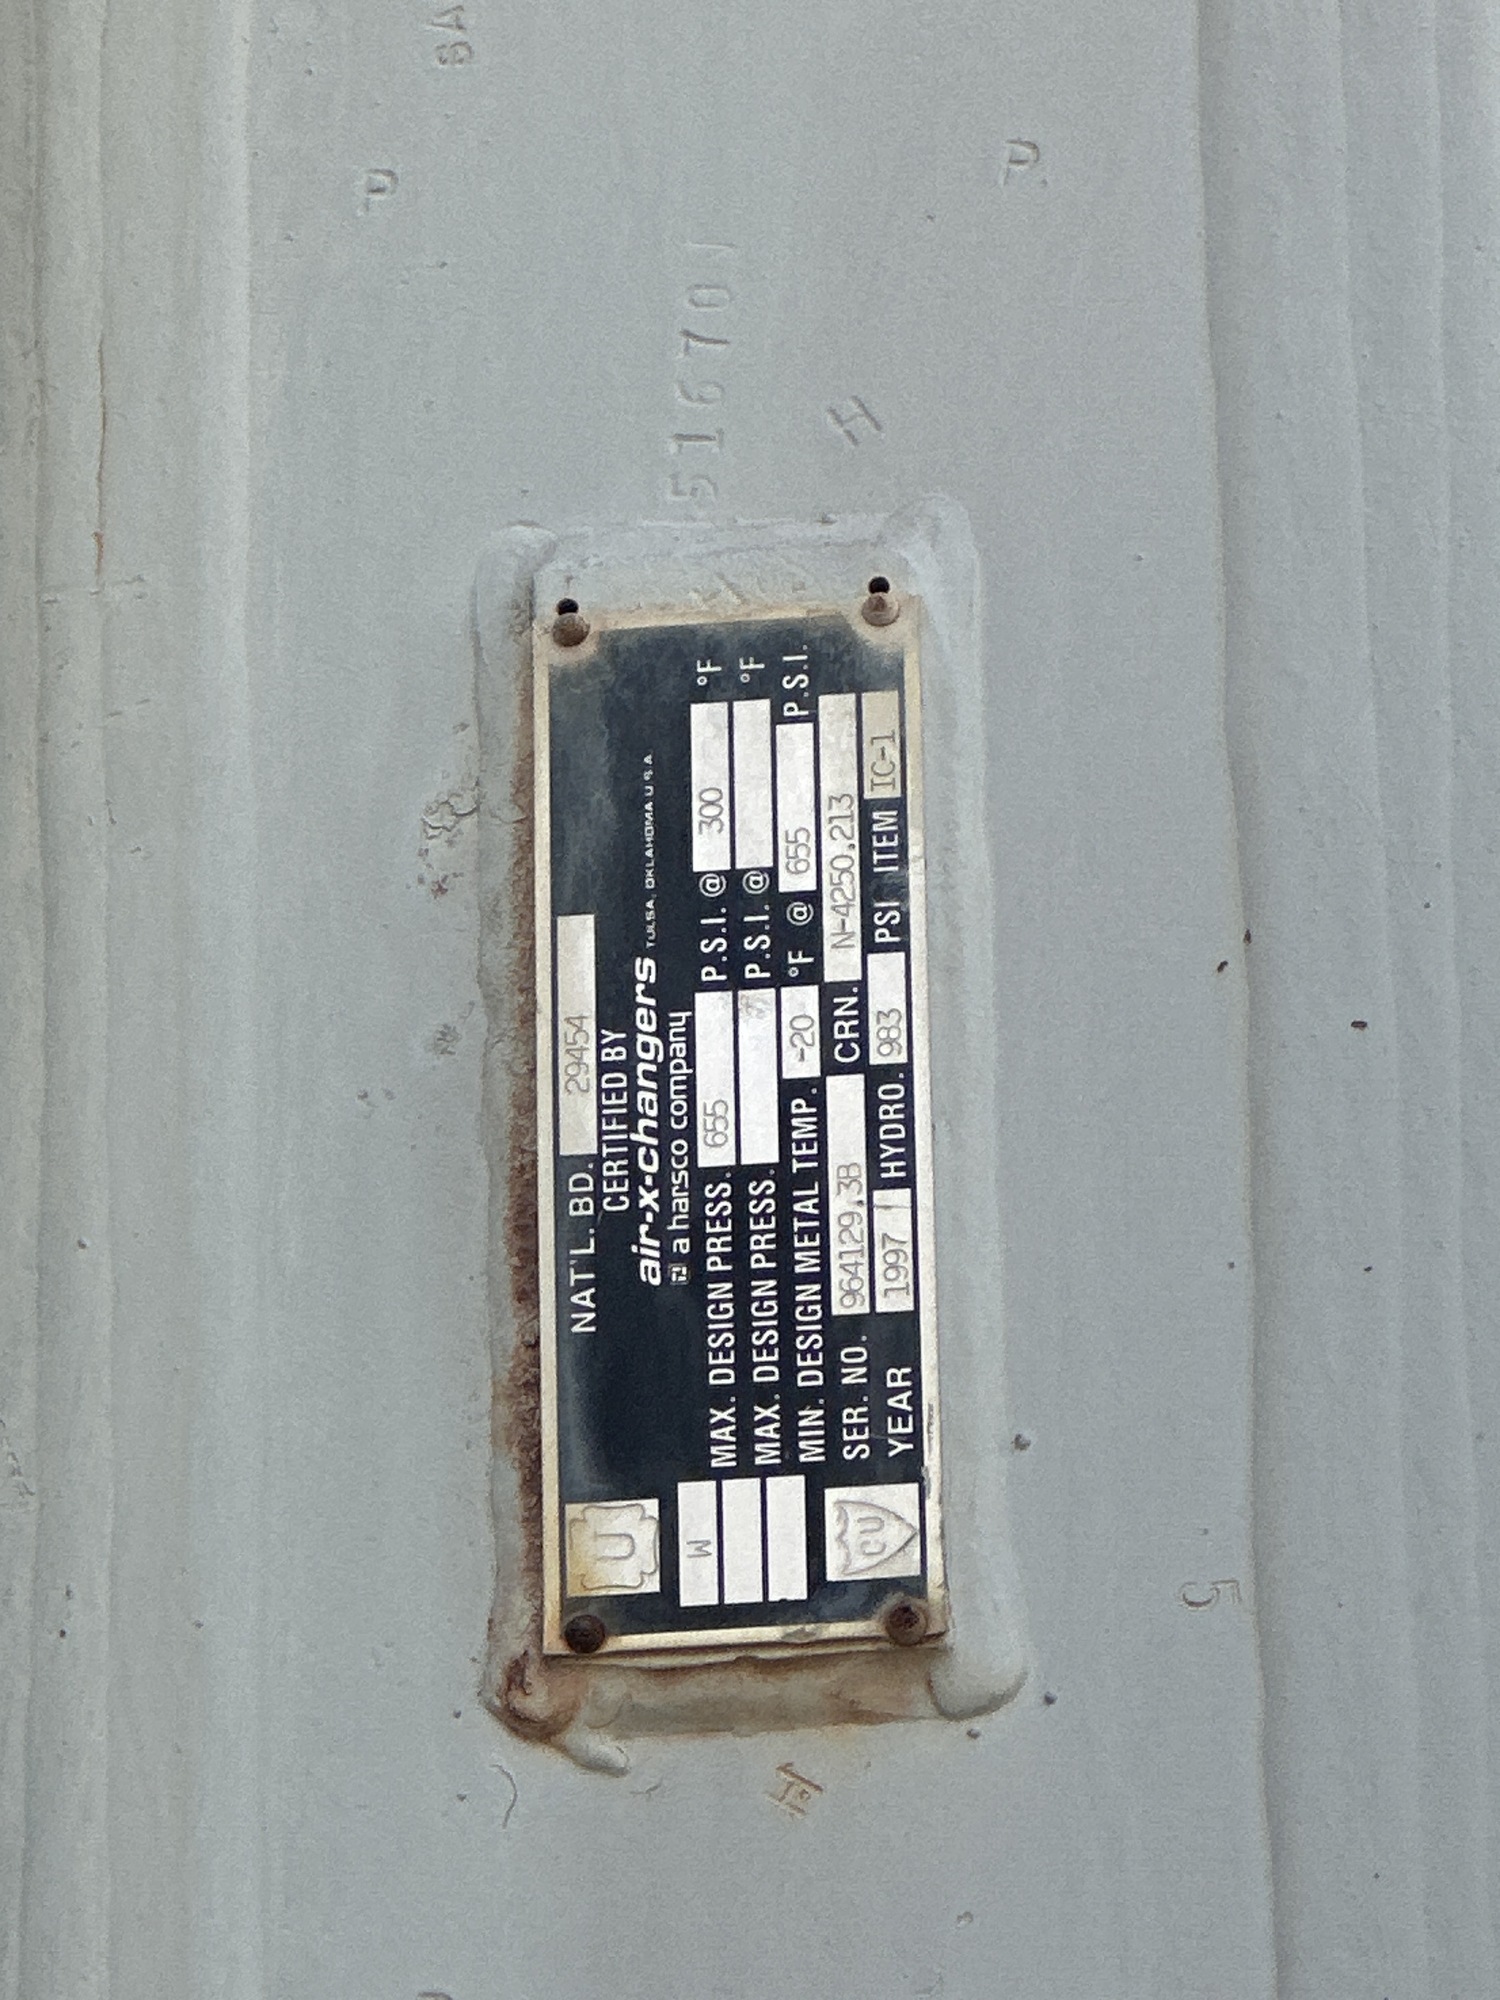 NAT'L. BD. 29454
CERTIFIED BY
air-x-changers TULSA, OKLAHOMA U S A
a harsco company
U
W
MAX. DESIGN PRESS. 655 P.S.I. @ 300 °F
MAX. DESIGN PRESS. P.S.I. @ °F
MIN. DESIGN METAL TEMP. -20 °F @ 655 P.S.I.
SER. NO. 964129.3B CRN. N-4250.213
CU
YEAR 1997 HYDRO. 983 PSI ITEM IC-1
516701
H
P
P
5
H